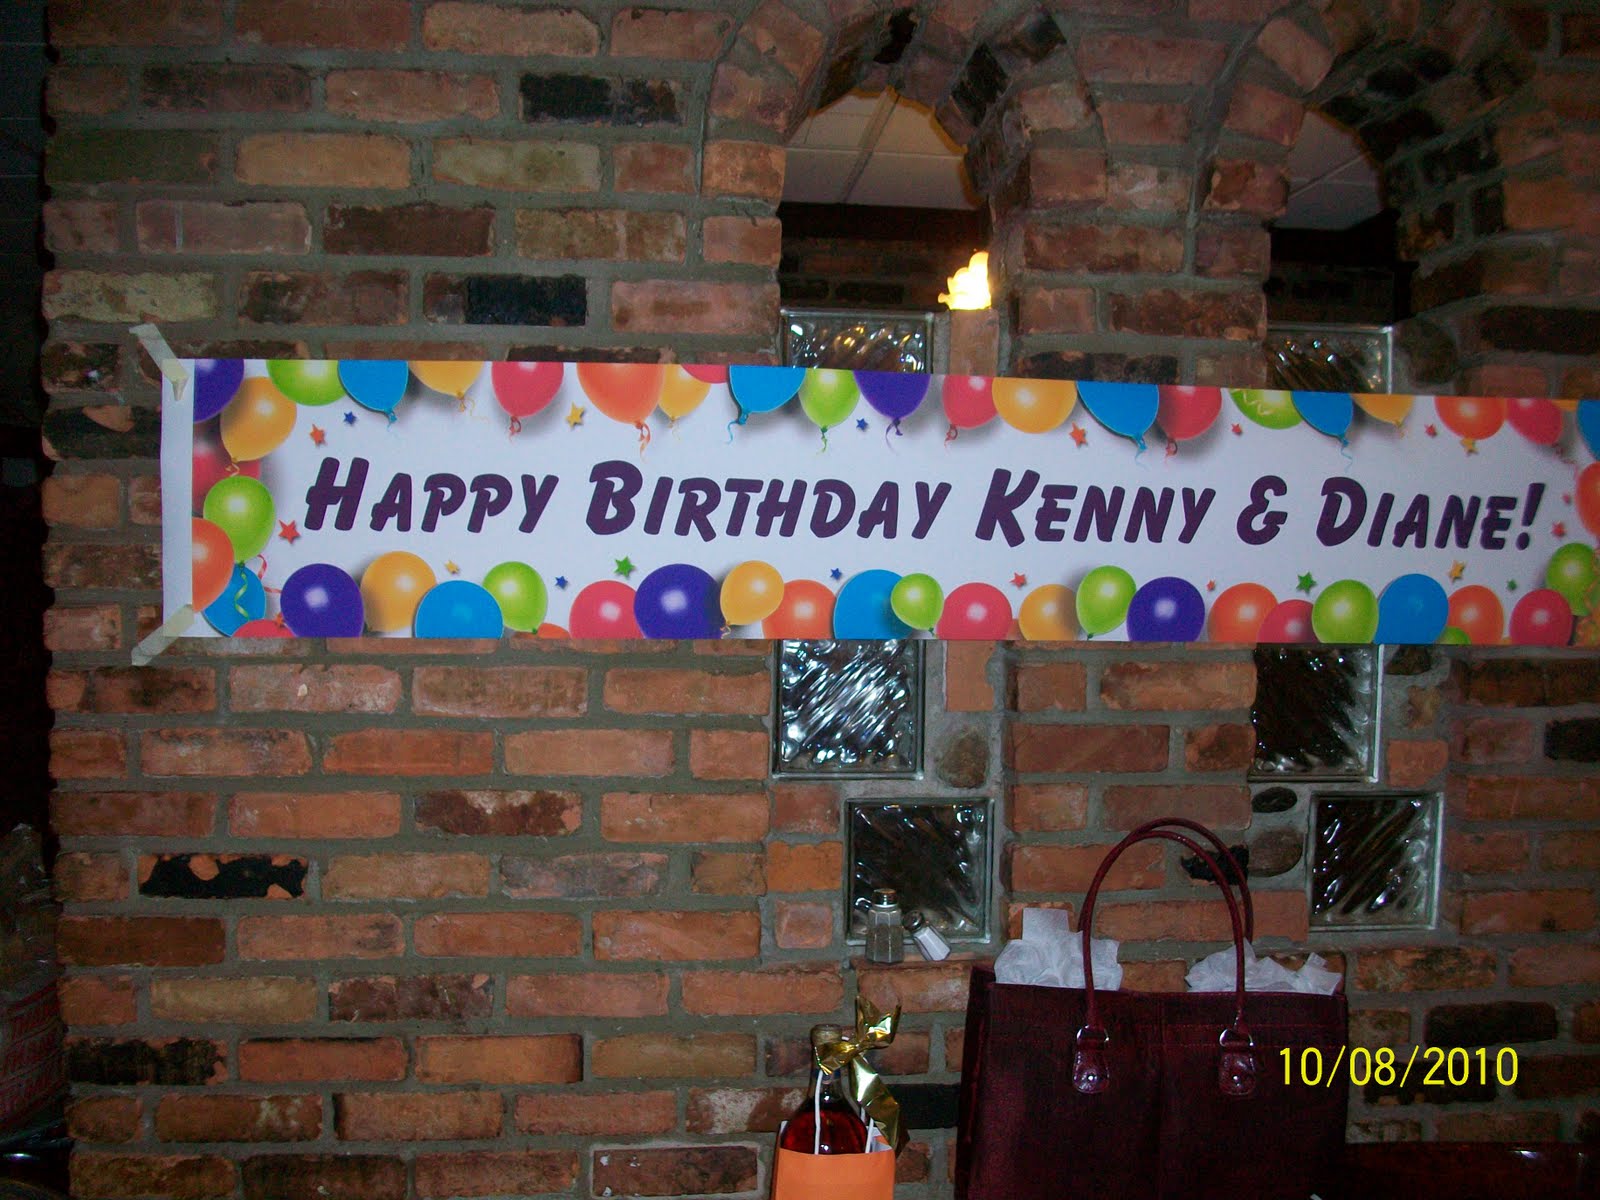 HAPPY BIRTHDAY KENNY & DIANE!
10/08/2010